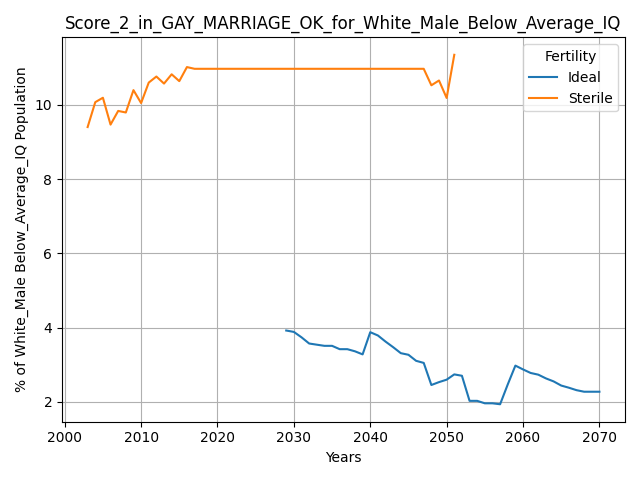 Score_2_in_GAY_MARRIAGE_OK_for_White_Male_Below_Average_IQ
% of White_Male Below_Average_IQ Population
10
8
6
4
2
Fertility
Ideal
Sterile
2000 2010 2020 2030 2040 2050 2060 2070
Years